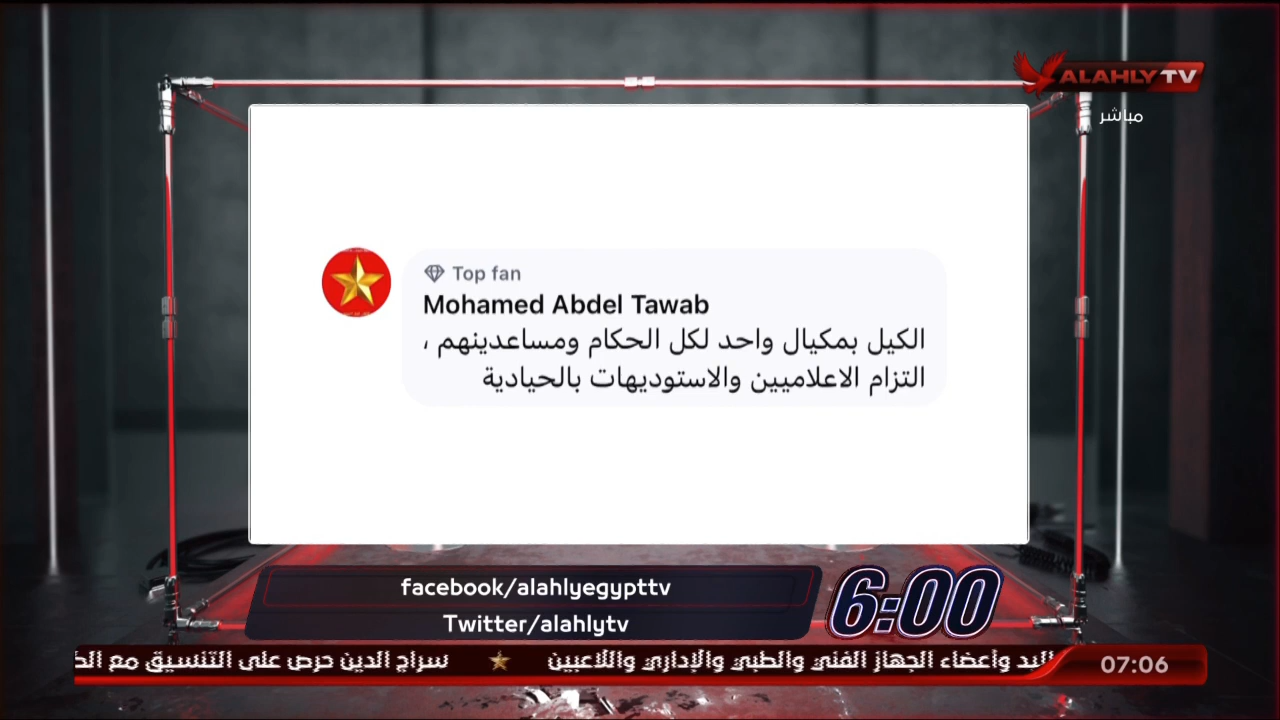 ALAHLY TV
مباشر
Top fan
Mohamed Abdel Tawab
الكيل بمكيال واحد لكل الحكام ومساعدينهم ،
التزام الاعلاميين والاستوديهات بالحيادية
facebook/alahlyegypttv
Twitter/alahlytv
6:00
وأعضاء الجهاز الفني والطبي والإداري واللاعبين ★ سراج الدين حرص على التنسيق مع
07:06